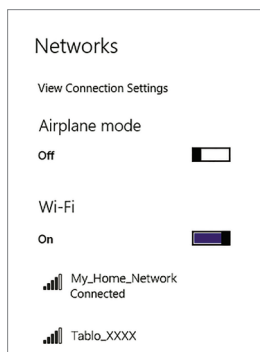 Networks
View Connection Settings
Airplane mode
Off
Wi-Fi
On
My_Home_Network
Connected
Tablo_XXXX